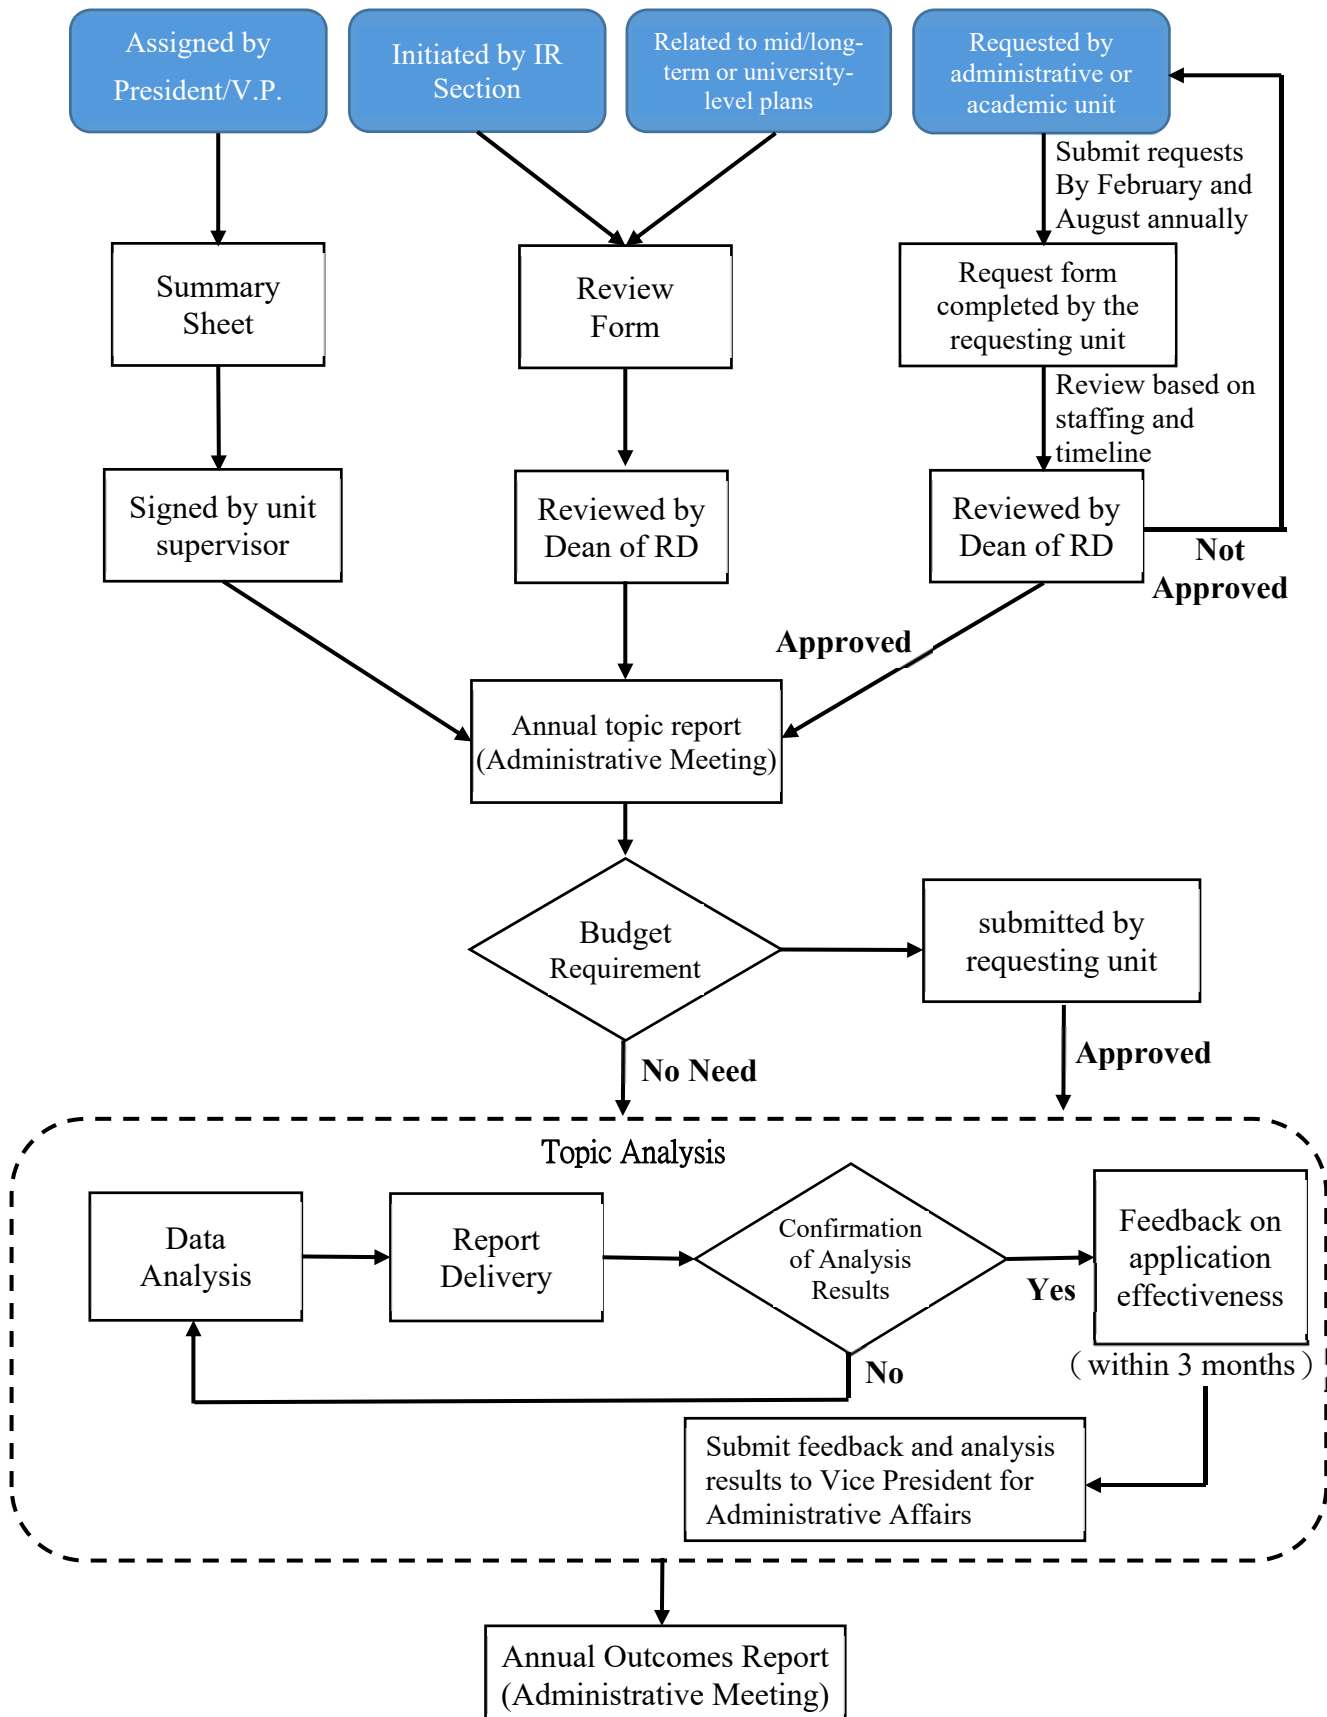 Assigned by
President/V.P.
Initiated by IR
Section
Related to mid/long-
term or university-
level plans
Requested by
administrative or
academic unit
Submit requests
By February and
August annually
Summary
Sheet
Review
Form
Request form
completed by the
requesting unit
Review based on
staffing and
timeline
Signed by unit
supervisor
Reviewed by
Dean of RD
Reviewed by
Dean of RD
Not
Approved
Approved
Annual topic report
(Administrative Meeting)
Budget
Requirement
submitted by
requesting unit
No Need
Approved
Topic Analysis
Data
Analysis
Report
Delivery
Confirmation
of Analysis
Results
Yes
No
Feedback on
application
effectiveness
（within 3 months）
Submit feedback and analysis
results to Vice President for
Administrative Affairs
Annual Outcomes Report
(Administrative Meeting)